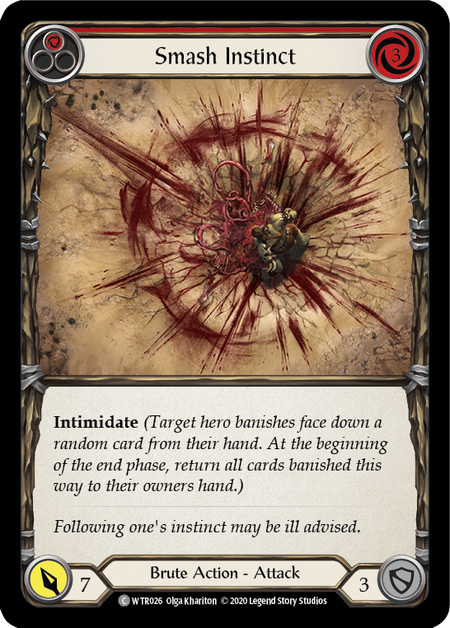 Smash Instinct
3
Intimidate (Target hero banishes face down a
random card from their hand. At the beginning
of the end phase, return all cards banished this
way to their owners hand.)
Following one's instinct may ill advised.
7
Brute Action - Attack
3
C WTR026 Olga Khariton © 2020 Legend Story Studios